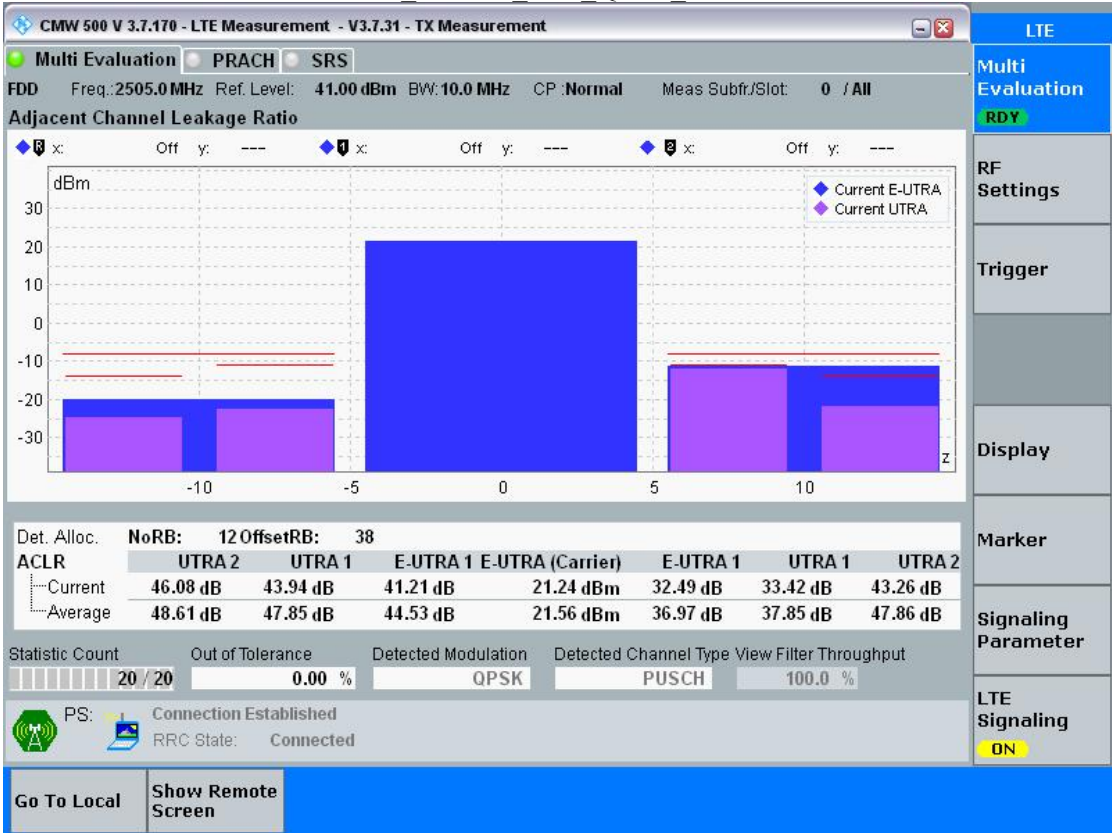 CMW 500 V 3.7.170 - LTE Measurement - V3.7.31 - TX Measurement
LTE
Multi Evaluation PRACH SRS
Multi Evaluation
RDY
FDD Freq.:2505.0 MHz Ref. Level: 41.00 dBm BW:10.0 MHz CP :Normal Meas Subfr./Slot: 0 / All
Adjacent Channel Leakage Ratio
R x: Off y: --- 1 x: Off y: --- 2 x: Off y: ---
dBm
Current E-UTRA
Current UTRA
30
20
10
0
-10
-20
-30
z
-10 -5 0 5 10
RF Settings
Trigger
Display
Marker
Signaling Parameter
LTE Signaling
ON
Det. Alloc. NoRB: 12 OffsetRB: 38
ACLR UTRA 2 UTRA 1 E-UTRA 1 E-UTRA (Carrier) E-UTRA 1 UTRA 1 UTRA 2
Current 46.08 dB 43.94 dB 41.21 dB 21.24 dBm 32.49 dB 33.42 dB 43.26 dB
Average 48.61 dB 47.85 dB 44.53 dB 21.56 dBm 36.97 dB 37.85 dB 47.86 dB
Statistic Count Out of Tolerance Detected Modulation Detected Channel Type View Filter Throughput
20 / 20 0.00 % QPSK PUSCH 100.0 %
PS: Connection Established
RRC State: Connected
Go To Local
Show Remote Screen